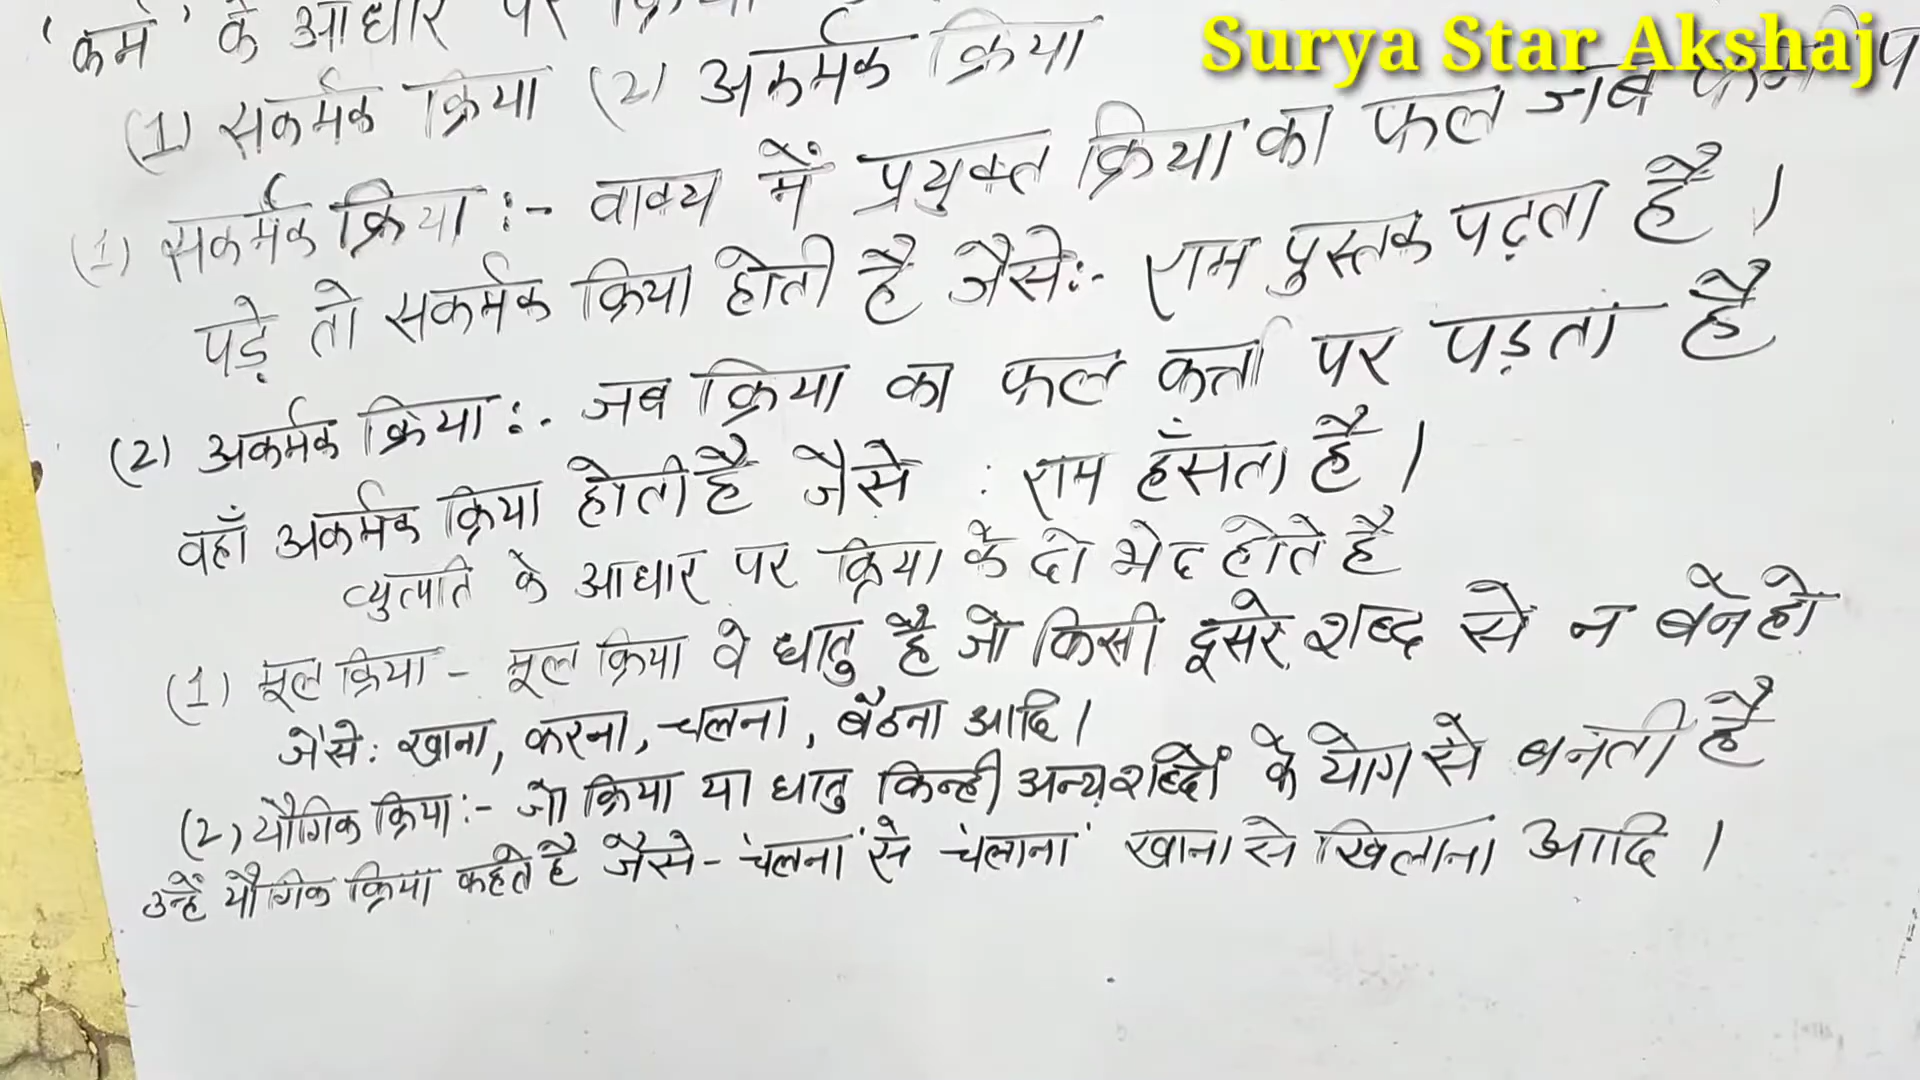 Surya Star Akshaj
'कर्म' के आधार पर
(1) सकर्मक क्रिया (2) अकर्मक क्रिया
(1) सकर्मक क्रिया :- वाक्य में प्रयुक्त क्रिया का फल जब
पड़े तो सकर्मक क्रिया होती है जैसे:- राम पुस्तक पढ़ता है।
(2) अकर्मक क्रिया :- जब क्रिया का फल कर्त्ता पर पड़ता है
वहाँ अकर्मक क्रिया होती है जैसे : राम हँसता है।
व्युत्पति के आधार पर क्रिया के दो भेद होते है
(1) मूल क्रिया - मूल क्रिया वे धातु है जो किसी दूसरे शब्द से न बने हो
जैसे: खाना, करना, चलना, बैठना आदि।
(2) यौगिक क्रिया :- जो क्रिया या धातु किन्ही अन्य शब्दों के योग से बनती है
उन्हें यौगिक क्रिया कहते है जैसे - चलना से चलाना खाना से खिलाना आदि।